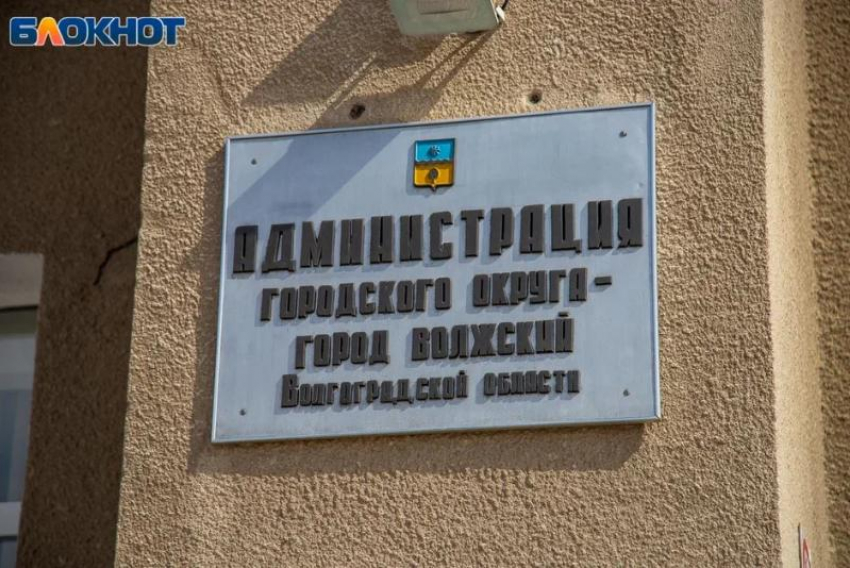 БЛОКНОТ
АДМИНИСТРАЦИЯ
ГОРОДСКОГО ОКРУГА –
ГОРОД ВОЛЖСКИЙ
Волгоградской области